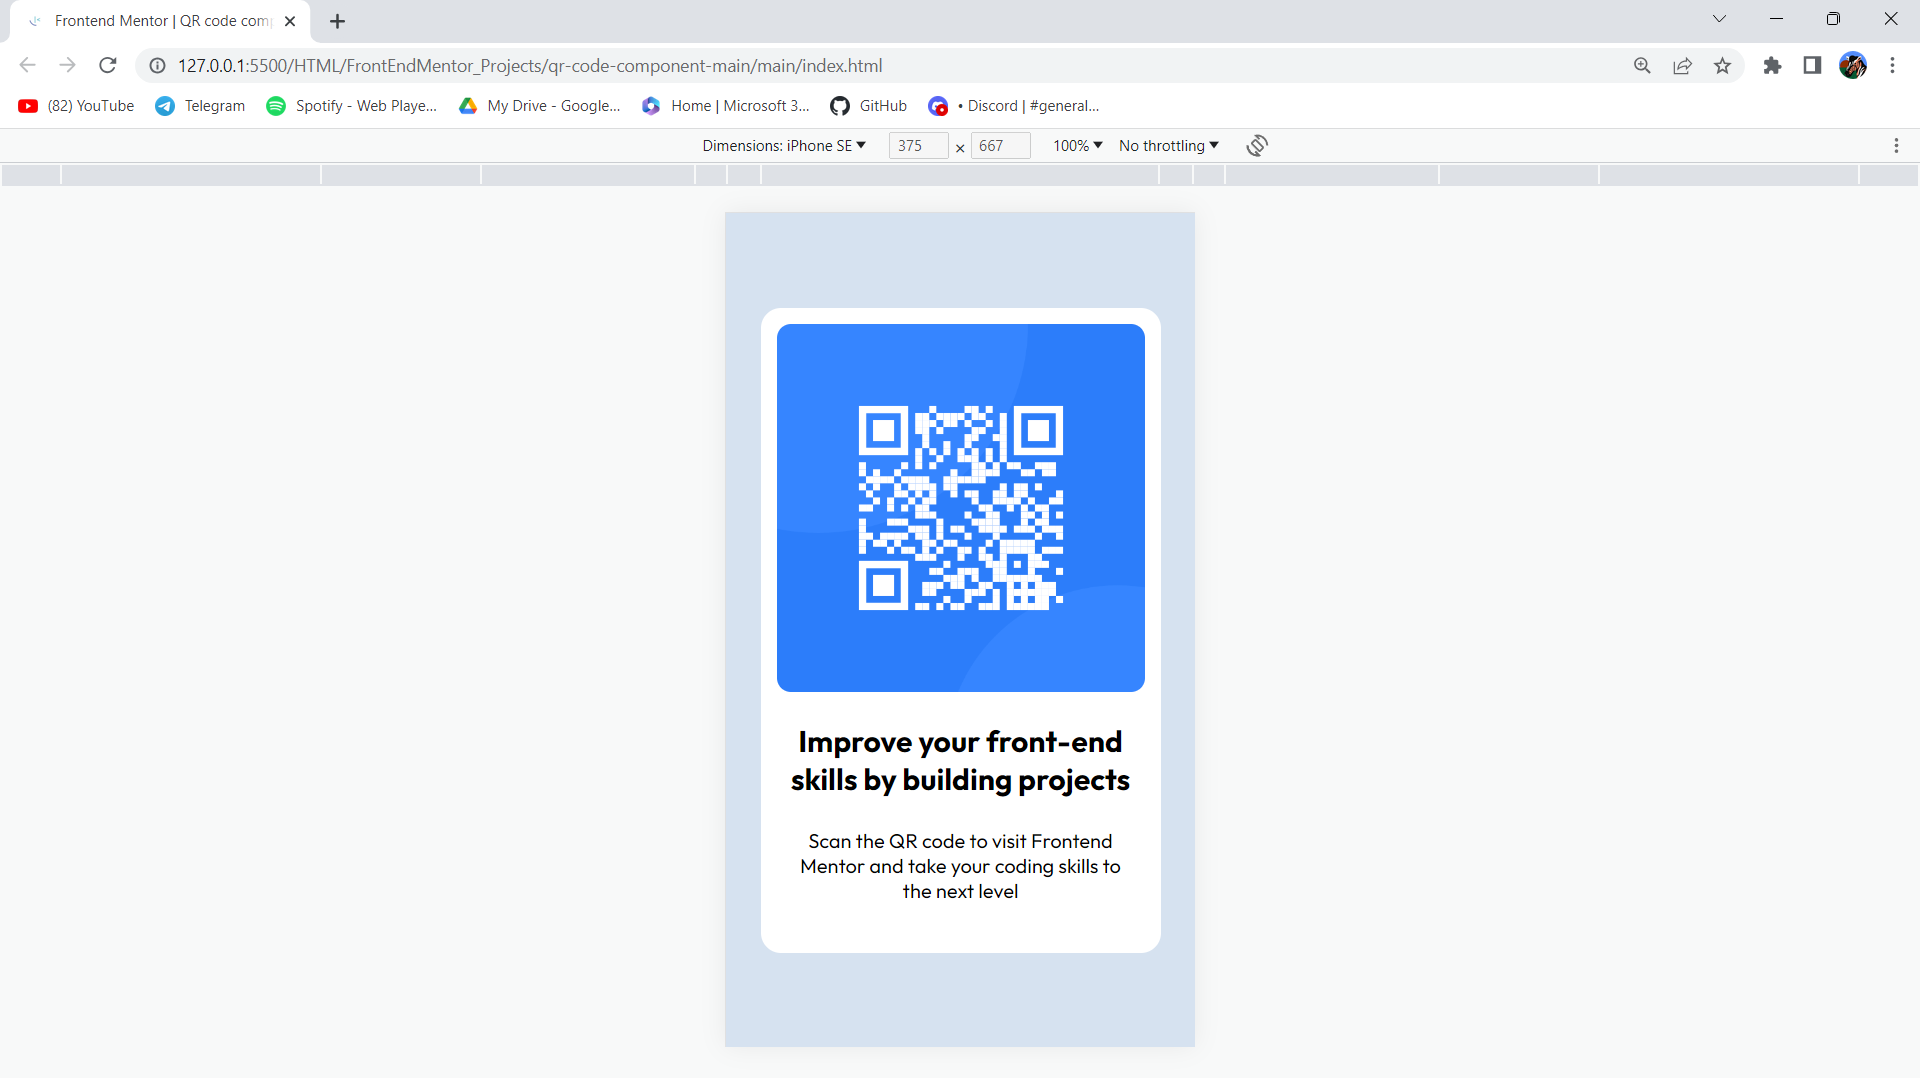 Frontend Mentor | QR code com
127.0.0.1:5500/HTML/FrontEndMentor_Projects/qr-code-component-main/main/index.html
(82) YouTube
Telegram
Spotify - Web Playe...
My Drive - Google...
Home | Microsoft 3...
GitHub
• Discord | #general...
Dimensions: iPhone SE
375
×
667
100%
No throttling
Improve your front-end
skills by building projects
Scan the QR code to visit Frontend
Mentor and take your coding skills to
the next level